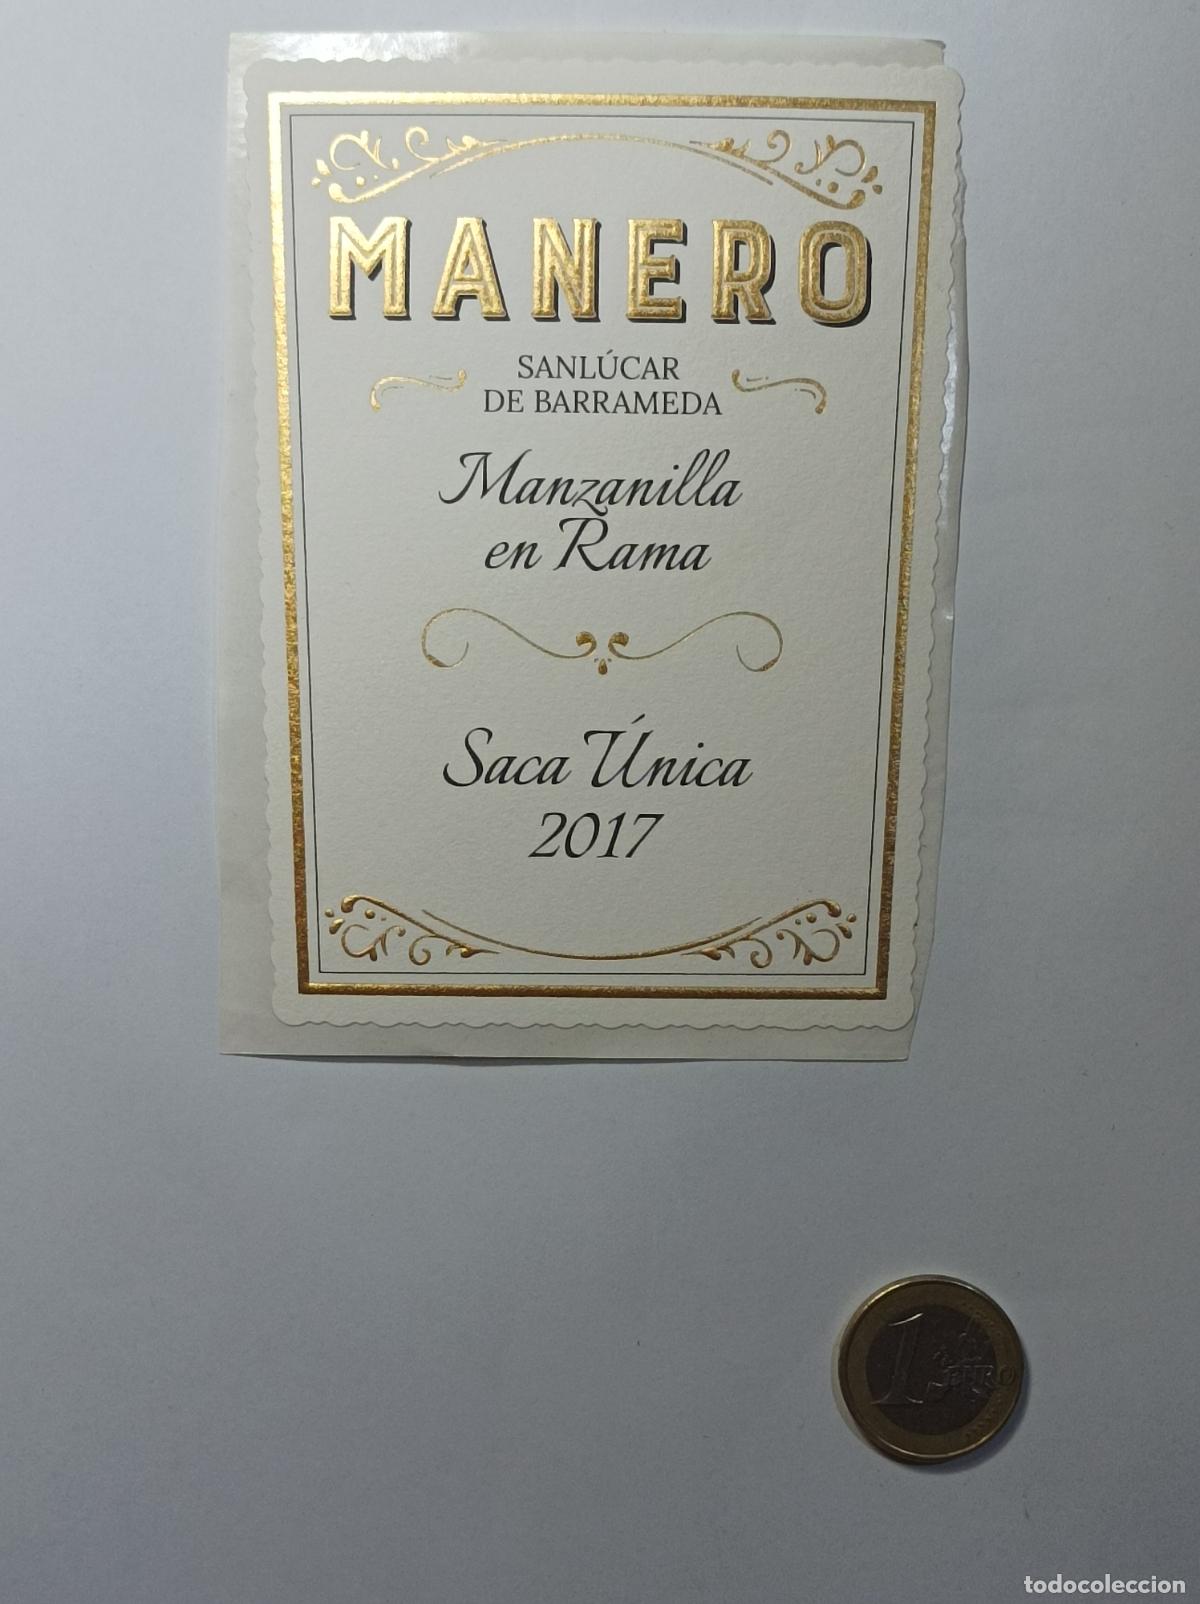 MANERO
SANLÚCAR
DE BARRAMEDA
Manzanilla
en Rama
Saca Única
2017
1
EURO
todocoleccion